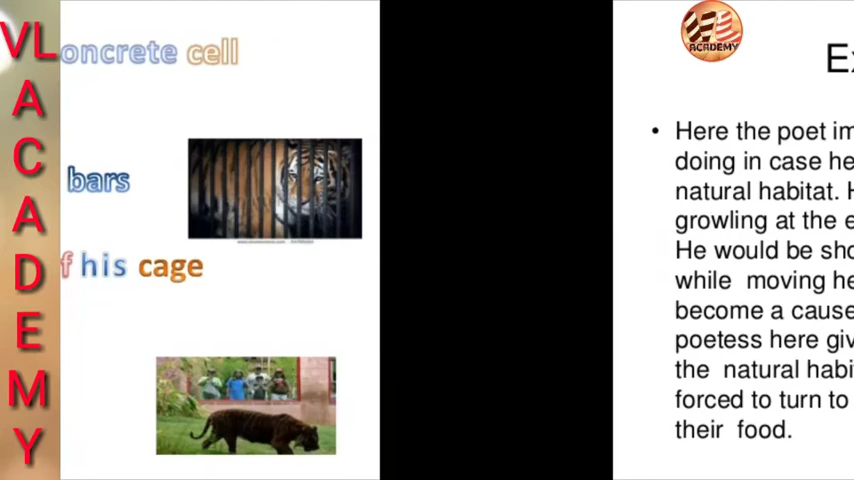 VL
ACADEMY
oncrete cell
bars
f his cage
ACADEMY
Ex
• Here the poet im
doing in case he
natural habitat. H
growling at the e
He would be sho
while moving he
become a cause
poetess here giv
the natural habi
forced to turn to
their food.